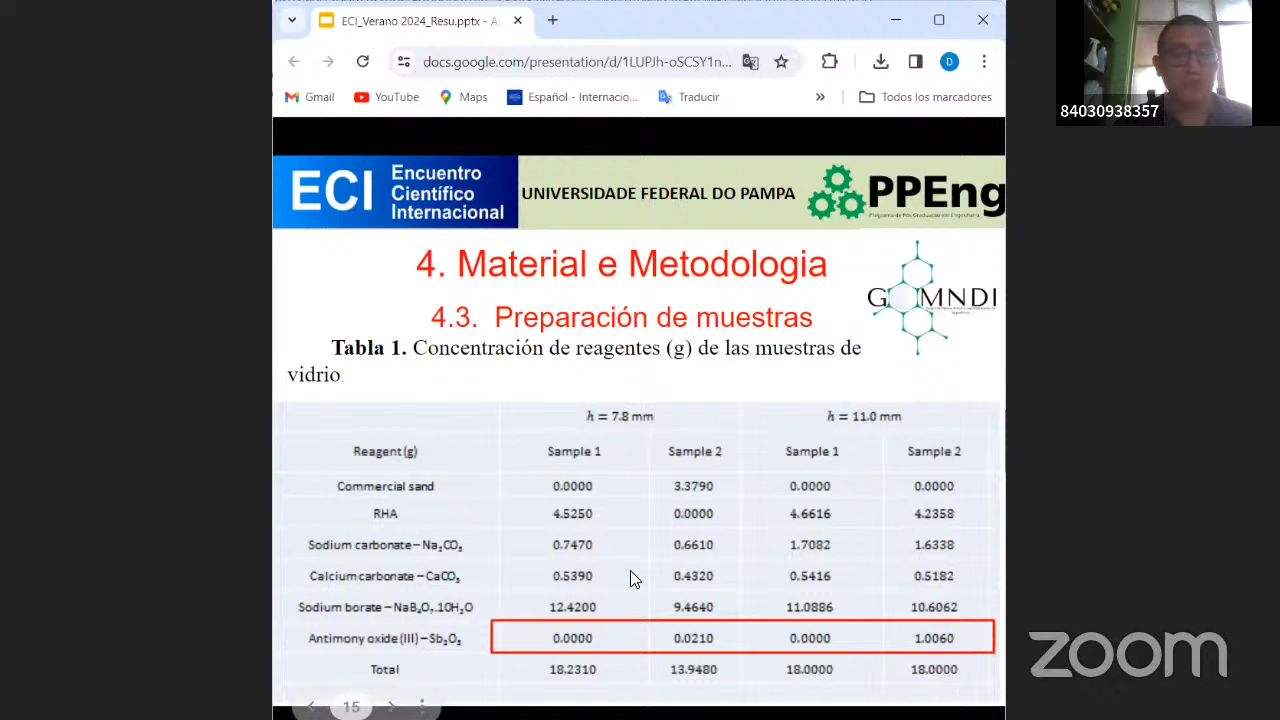 ECI_Verano 2024_Resu.pptx - A
docs.google.com/presentation/d/1LUPJh-oSCSY1n...
Gmail YouTube Maps Español - Internacio... Traducir » Todos los marcadores
84030938357
ECI Encuentro
Científico
Internacional
UNIVERSIDADE FEDERAL DO PAMPA
PPEng
Programa de Pós-Graduação em Engenharia
4. Material e Metodologia
G MNDI
4.3. Preparación de muestras
Tabla 1. Concentración de reagentes (g) de las muestras de
vidrio.
h = 7.8 mm h = 11.0 mm
Reagent (g) Sample 1 Sample 2 Sample 1 Sample 2
Commercial sand 0.0000 3.3790 0.0000 0.0000
RHA 4.5250 0.0000 4.6616 4.2358
Sodium carbonate – Na₂CO₃ 0.7470 0.6610 1.7082 1.6338
Calcium carbonate – CaCO₃ 0.5390 0.4320 0.5416 0.5182
Sodium borate – NaB₄O₇.10H₂O 12.4200 9.4640 11.0886 10.6062
Antimony oxide (III) – Sb₂O₃ 0.0000 0.0210 0.0000 1.0060
Total 18.2310 13.9480 18.0000 18.0000
15
zoom